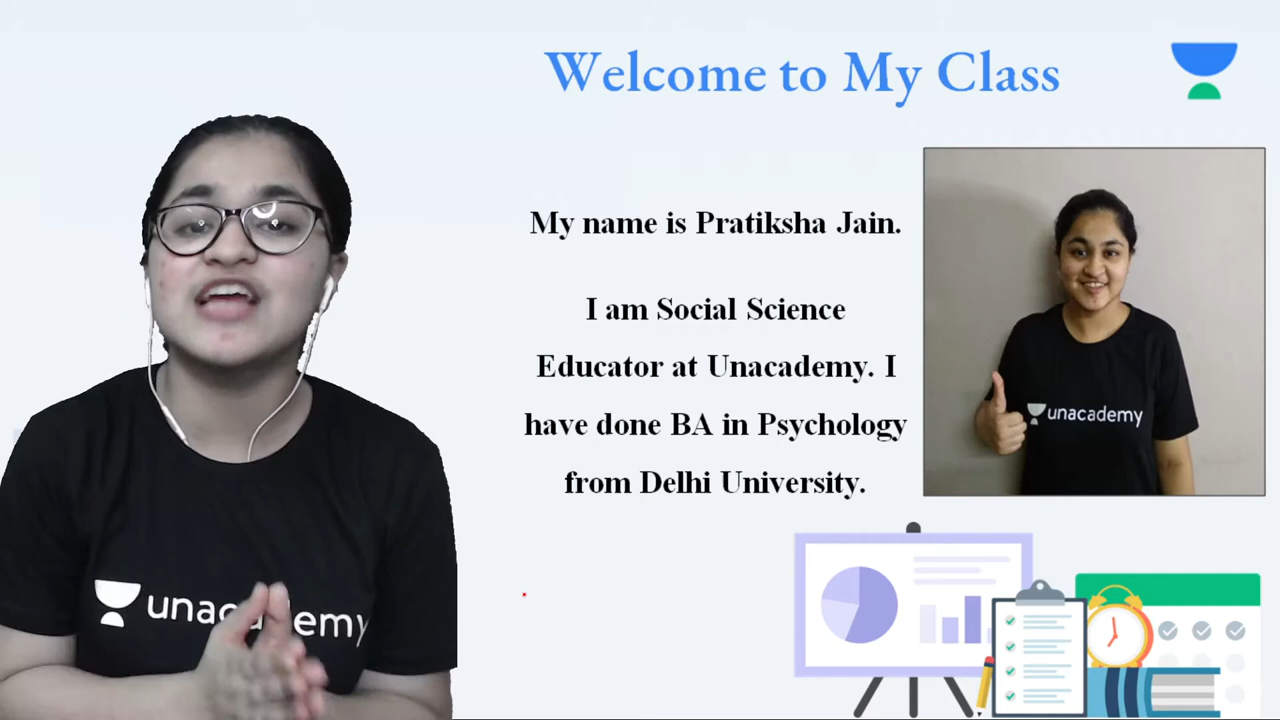 Welcome to My Class
My name is Pratiksha Jain.
I am Social Science
Educator at Unacademy. I
have done BA in Psychology
from Delhi University.
unacademy
unacademy